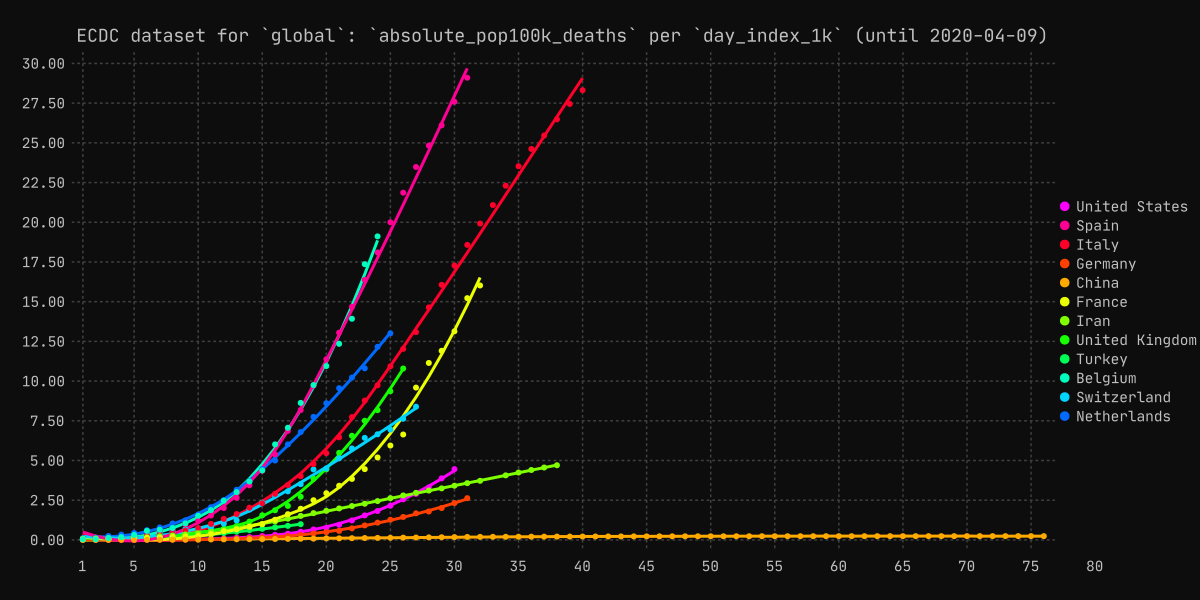 ECDC dataset for `global`: `absolute_pop100k_deaths` per `day_index_1k` (until 2020-04-09)
30.00
27.50
25.00
22.50
20.00
17.50
15.00
12.50
10.00
7.50
5.00
2.50
0.00
1 5 10 15 20 25 30 35 40 45 50 55 60 65 70 75 80
United States
Spain
Italy
Germany
China
France
Iran
United Kingdom
Turkey
Belgium
Switzerland
Netherlands